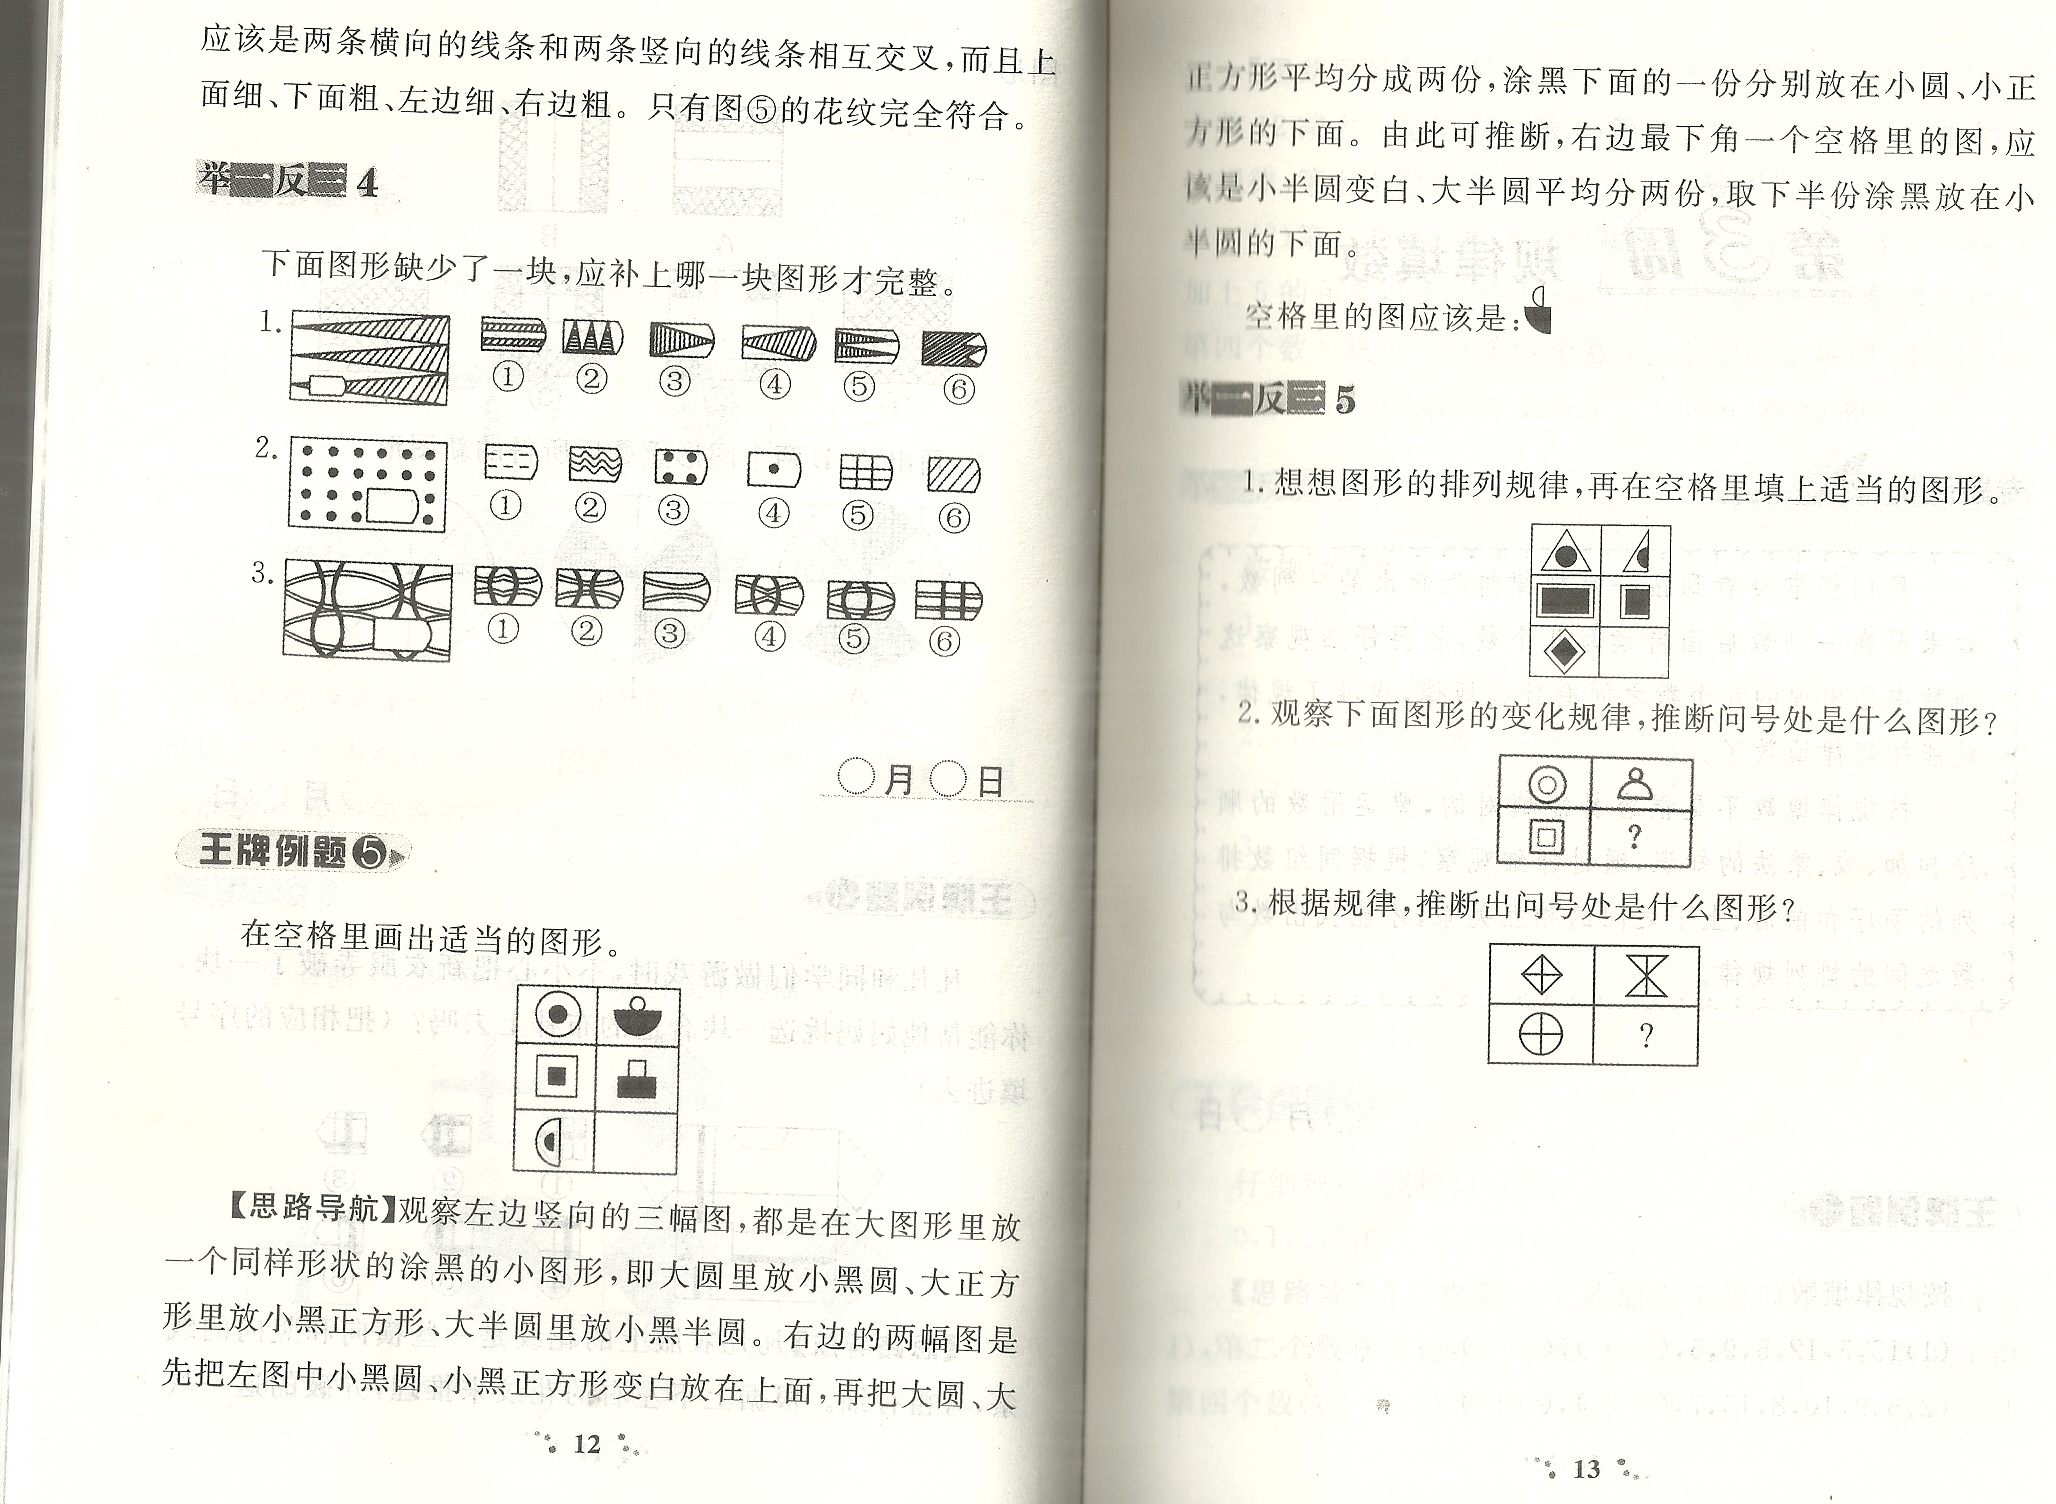 应该是两条横向的线条和两条竖向的线条相互交叉,而且上
面细、下面粗、左边细、右边粗。只有图⑤的花纹完全符合。
举一反三 4
下面图形缺少了一块,应补上哪一块图形才完整。
1.
① ② ③ ④ ⑤ ⑥
2.
① ② ③ ④ ⑤ ⑥
3.
① ② ③ ④ ⑤ ⑥
月 日
王牌例题❺
在空格里画出适当的图形。
【思路导航】观察左边竖向的三幅图,都是在大图形里放
一个同样形状的涂黑的小图形,即大圆里放小黑圆、大正方
形里放小黑正方形、大半圆里放小黑半圆。右边的两幅图是
先把左图中小黑圆、小黑正方形变白放在上面,再把大圆、大
12
正方形平均分成两份,涂黑下面的一份分别放在小圆、小正
方形的下面。由此可推断,右边最下角一个空格里的图,应
该是小半圆变白、大半圆平均分两份,取下半份涂黑放在小
半圆的下面。
空格里的图应该是:
举一反三 5
1. 想想图形的排列规律,再在空格里填上适当的图形。
2. 观察下面图形的变化规律,推断问号处是什么图形?
?
3. 根据规律,推断出问号处是什么图形?
?
13